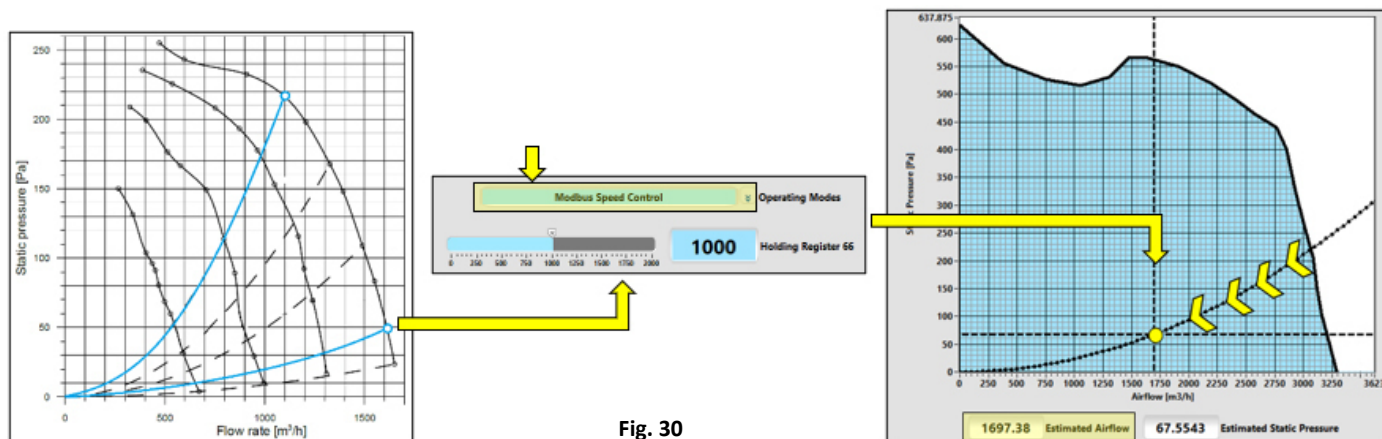 250
200
150
100
50
0
Static pressure [Pa]
0 500 1000 1500
Flow rate [m³/h]
Modbus Speed Control
Operating Modes
0 250 500 750 1000 1250 1500 1750 2000
1000
Holding Register 66
Fig. 30
637.875
600
550
500
450
400
350
300
250
200
150
100
50
0
Pressure [Pa]
0 250 500 750 1000 1250 1500 1750 2000 2250 2500 2750 3000 3250
Airflow [m3/h]
1697.38 Estimated Airflow 67.5543 Estimated Static Pressure